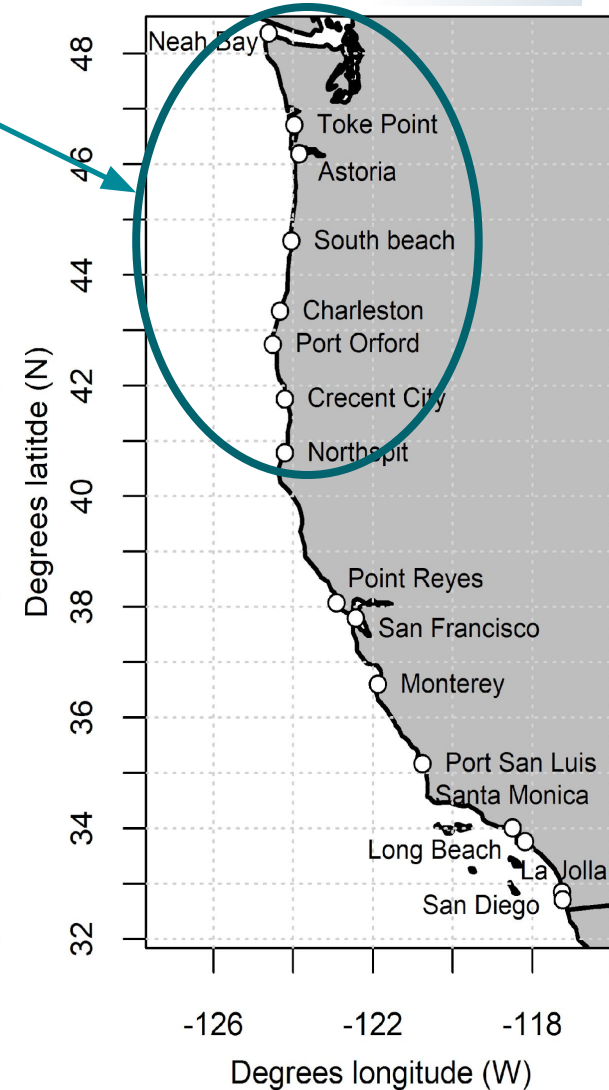 Neah Bay
Toke Point
Astoria
South beach
Charleston
Port Orford
Crecent City
Northspit
Point Reyes
San Francisco
Monterey
Port San Luis
Santa Monica
Long Beach
La Jolla
San Diego
Degrees latitde (N)
48
46
44
42
40
38
36
34
32
-126
-122
-118
Degrees longitude (W)